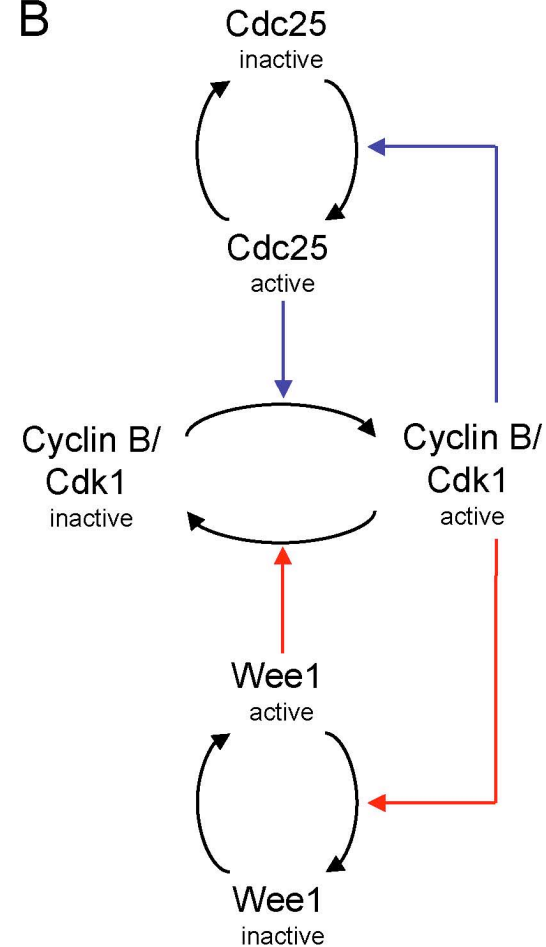 B
Cdc25
inactive
Cdc25
active
Cyclin B/
Cdk1
inactive
Cyclin B/
Cdk1
active
Wee1
active
Wee1
inactive